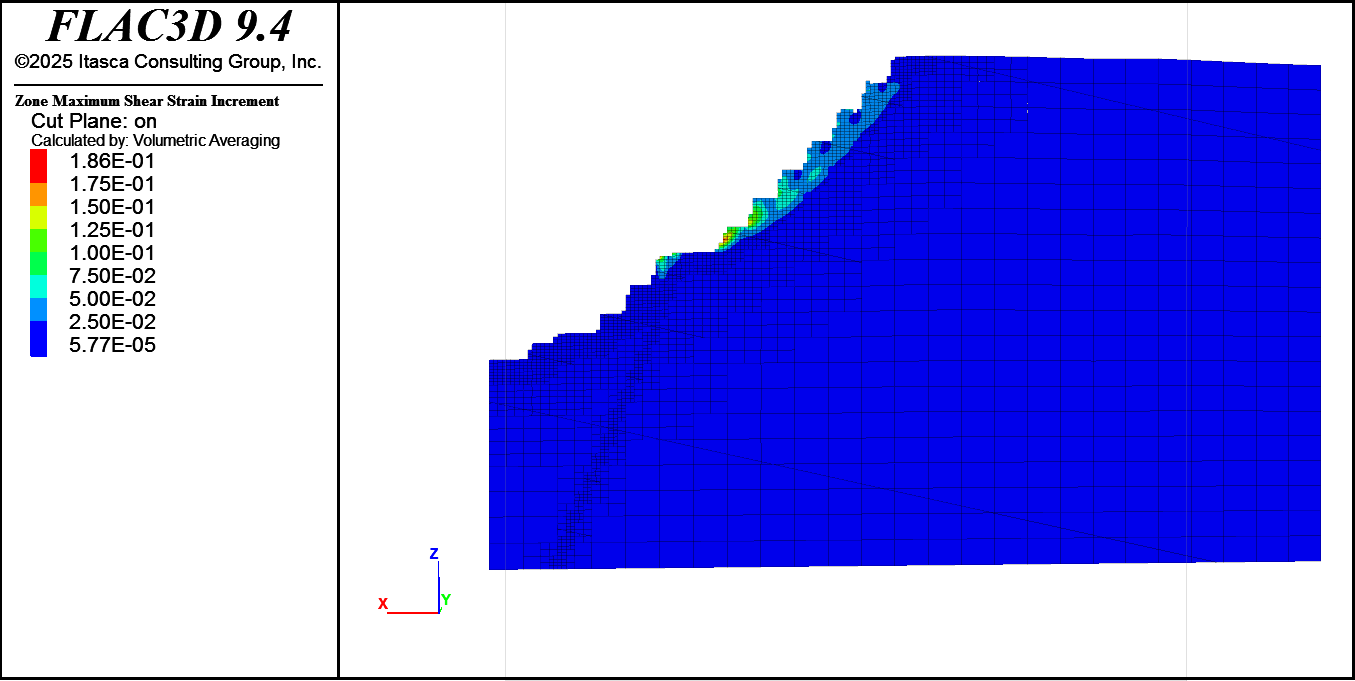 FLAC3D 9.4
©2025 Itasca Consulting Group, Inc.
Zone Maximum Shear Strain Increment
Cut Plane: on
Calculated by: Volumetric Averaging
1.86E-01
1.75E-01
1.50E-01
1.25E-01
1.00E-01
7.50E-02
5.00E-02
2.50E-02
5.77E-05
Z
X
Y